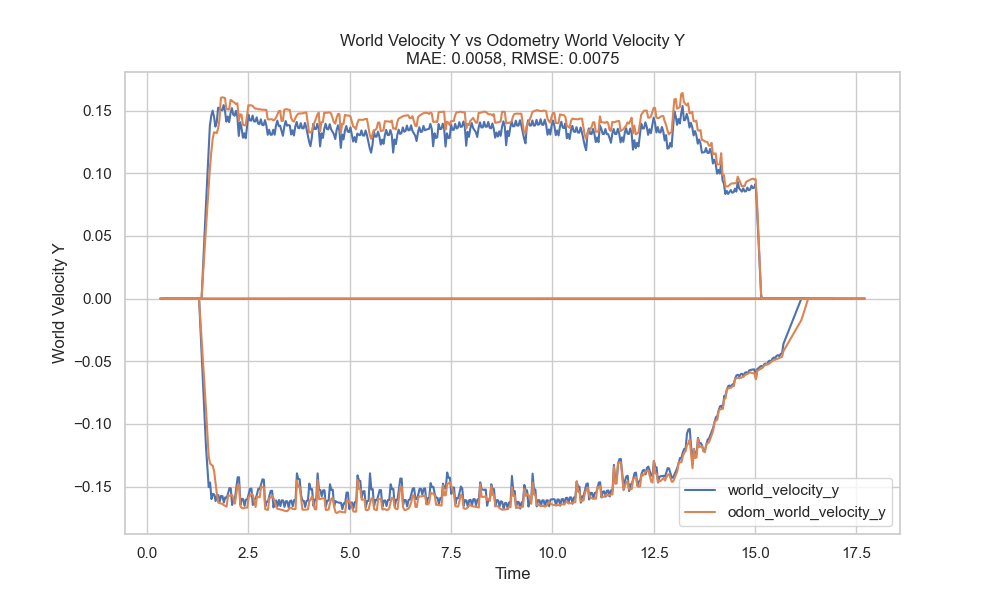 World Velocity Y vs Odometry World Velocity Y
MAE: 0.0058, RMSE: 0.0075
World Velocity Y
0.15
0.10
0.05
0.00
−0.05
−0.10
−0.15
world_velocity_y
odom_world_velocity_y
0.0 2.5 5.0 7.5 10.0 12.5 15.0 17.5
Time